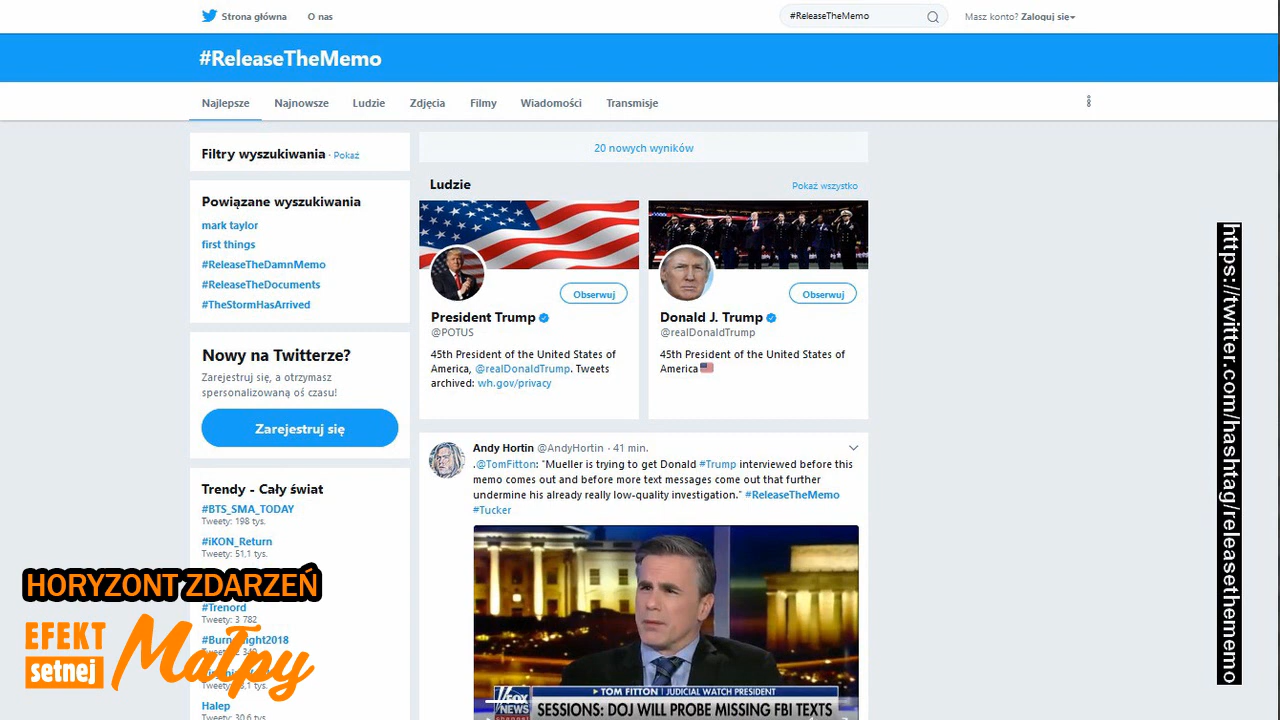 Strona główna
O nas
#ReleaseTheMemo
Masz konto? Zaloguj się
#ReleaseTheMemo
Najlepsze
Najnowsze
Ludzie
Zdjęcia
Filmy
Wiadomości
Transmisje
Filtry wyszukiwania · Pokaż
Powiązane wyszukiwania
mark taylor
first things
#ReleaseTheDamnMemo
#ReleaseTheDocuments
#TheStormHasArrived
Nowy na Twitterze?
Zarejestruj się, a otrzymasz
spersonalizowaną oś czasu!
Zarejestruj się
Trendy - Cały świat
#BTS_SMA_TODAY
Tweety: 198 tys.
#iKON_Return
Tweety: 51,1 tys.
#Trenord
Tweety: 3 782
Halep
Tweety: 30,6 tys.
20 nowych wyników
Ludzie
Pokaż wszystko
Obserwuj
President Trump
@POTUS
45th President of the United States of
America, @realDonaldTrump. Tweets
archived: wh.gov/privacy
Obserwuj
Donald J. Trump
@realDonaldTrump
45th President of the United States of
America
Andy Hortin @AndyHortin · 41 min.
.@TomFitton: "Mueller is trying to get Donald #Trump interviewed before this
memo comes out and before more text messages come out that further
undermine his already really low-quality investigation." #ReleaseTheMemo
#Tucker
FOX
NEWS
channel
TOM FITTON | JUDICIAL WATCH PRESIDENT
SESSIONS: DOJ WILL PROBE MISSING FBI TEXTS
HORYZONT ZDARZEŃ
EFEKT
setnej
Małpy
https://twitter.com/hashtag/releasethememo